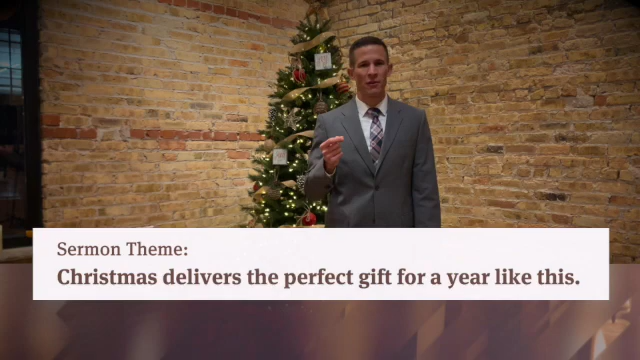 Sermon Theme:
Christmas delivers the perfect gift for a year like this.